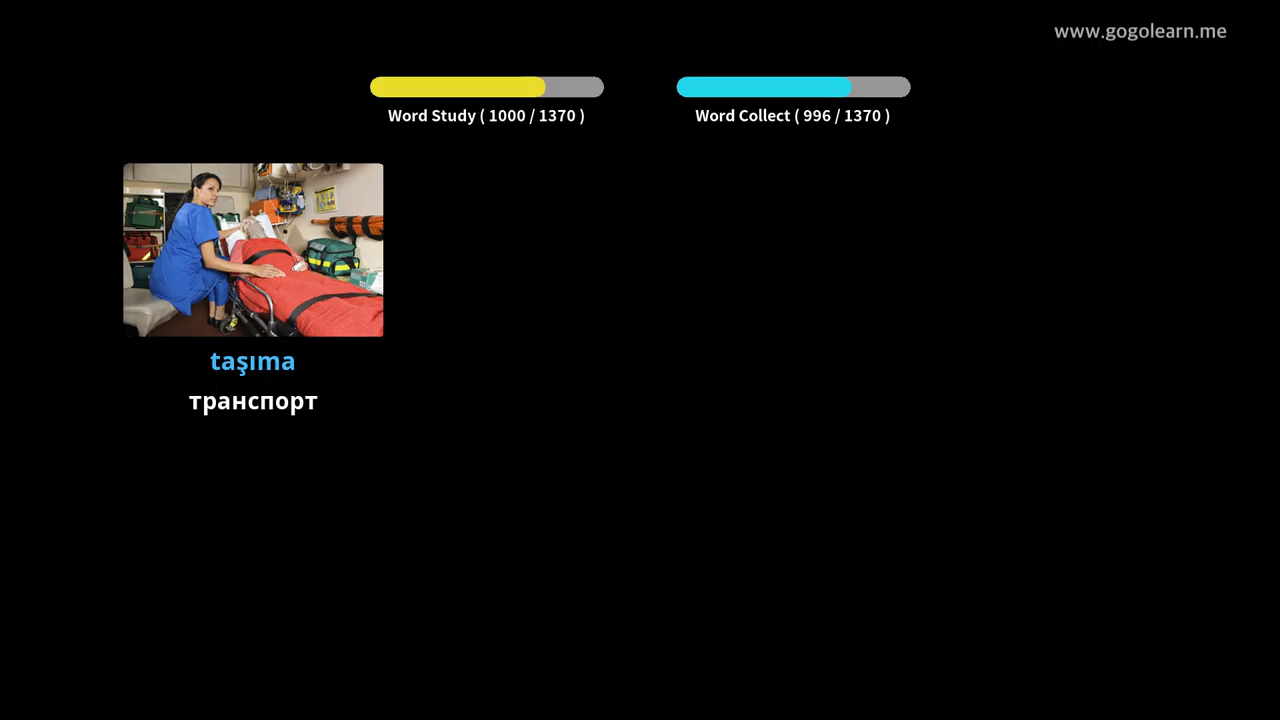 www.gogolearn.me
Word Study ( 1000 / 1370 )
Word Collect ( 996 / 1370 )
taşıma
транспорт